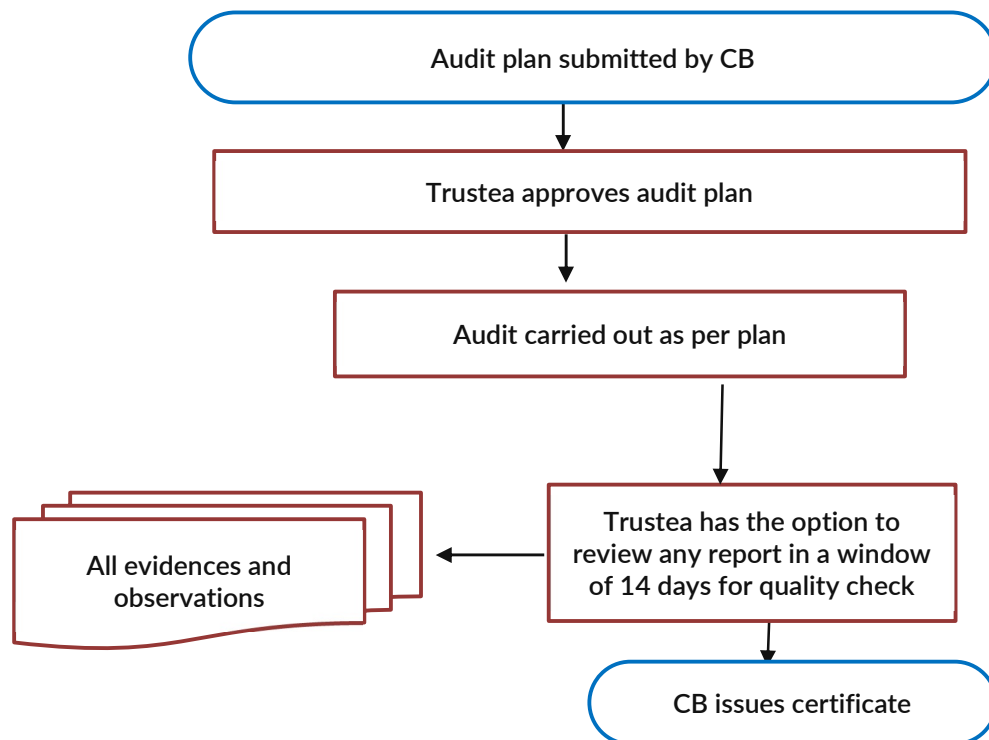 Audit plan submitted by CB
Trustea approves audit plan
Audit carried out as per plan
Trustea has the option to
review any report in a window
of 14 days for quality check
All evidences and
observations
CB issues certificate